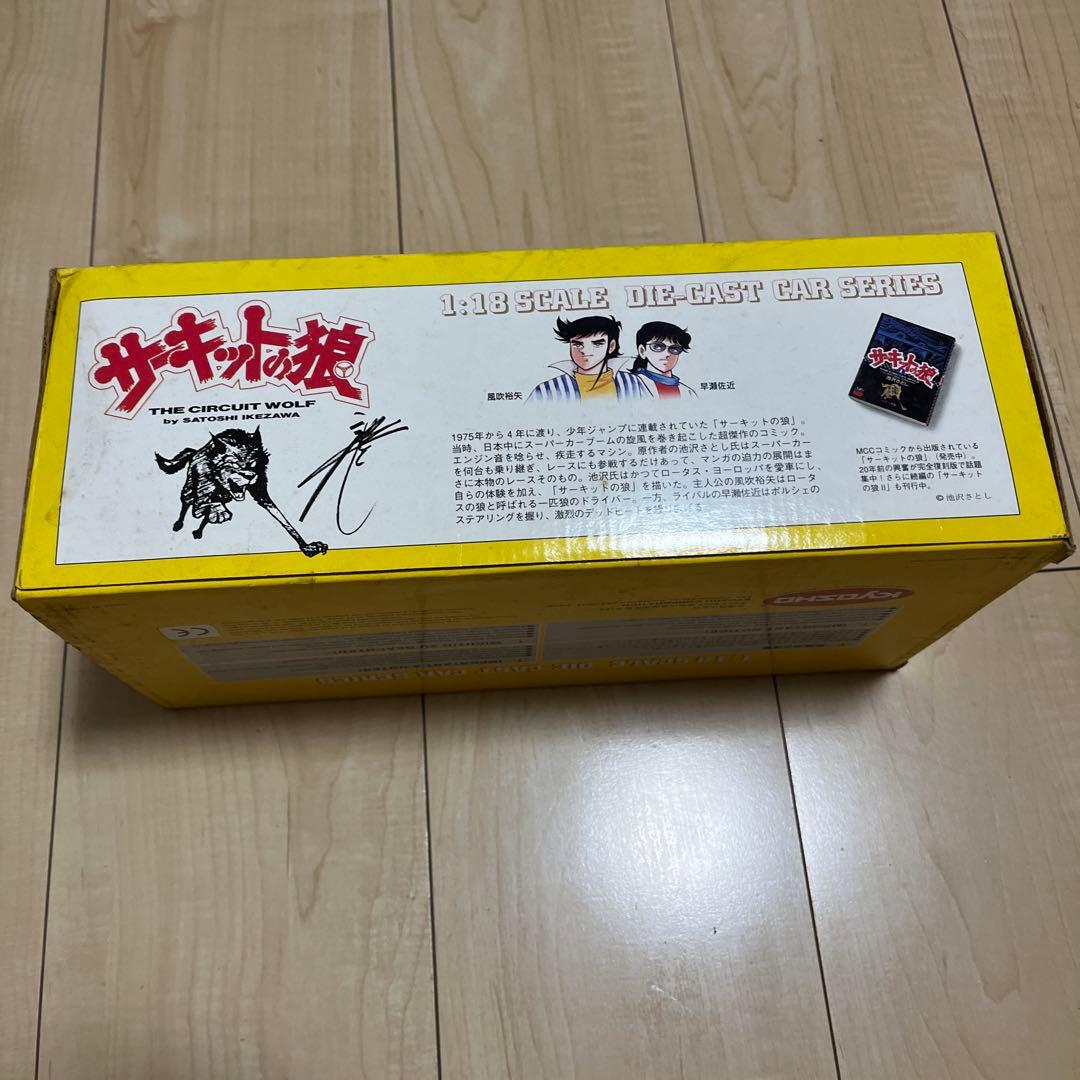 サーキットの狼
THE CIRCUIT WOLF
by SATOSHI IKEZAWA
1:18 SCALE DIE-CAST CAR SERIES
風吹裕矢
早瀬佐近
1975年から4年に渡り、少年ジャンプに連載されていた「サーキットの狼」。
当時、日本中にスーパーカーブームの旋風を巻き起こした超傑作のコミック。
エンジン音を唸らせ、疾走するマシン。原作者の池沢さとし氏はスーパーカー
を何台も乗り継ぎ、レースにも参戦するだけあって、マンガの迫力の展開はま
さに本物のレースそのもの。池沢氏はかつてロータス・ヨーロッパを愛車にし、
自らの体験を加え、「サーキットの狼」を描いた。主人公の風吹裕矢はロータ
スの狼と呼ばれる一匹狼のドライバー。一方、ライバルの早瀬佐近はポルシェの
ステアリングを握り、激烈のデッドヒートを
サーキットの狼
MCCコミックから出版されている
「サーキットの狼」（発売中）。
20年前の興奮が完全復刻版で話題
集中！さらに続編の「サーキット
の狼II」も刊行中。
© 池沢さとし
KYOSHO
CE
1:18 SCALE DIE CAST CAR SERIES